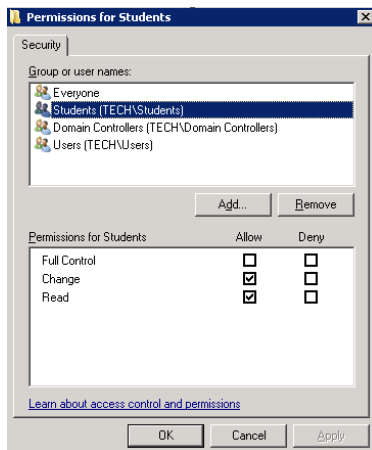 Permissions for Students
Security
Group or user names:
Everyone
Students (TECH\Students)
Domain Controllers (TECH\Domain Controllers)
Users (TECH\Users)
Add... Remove
Permissions for Students Allow Deny
Full Control
Change
Read
Learn about access control and permissions
OK Cancel Apply